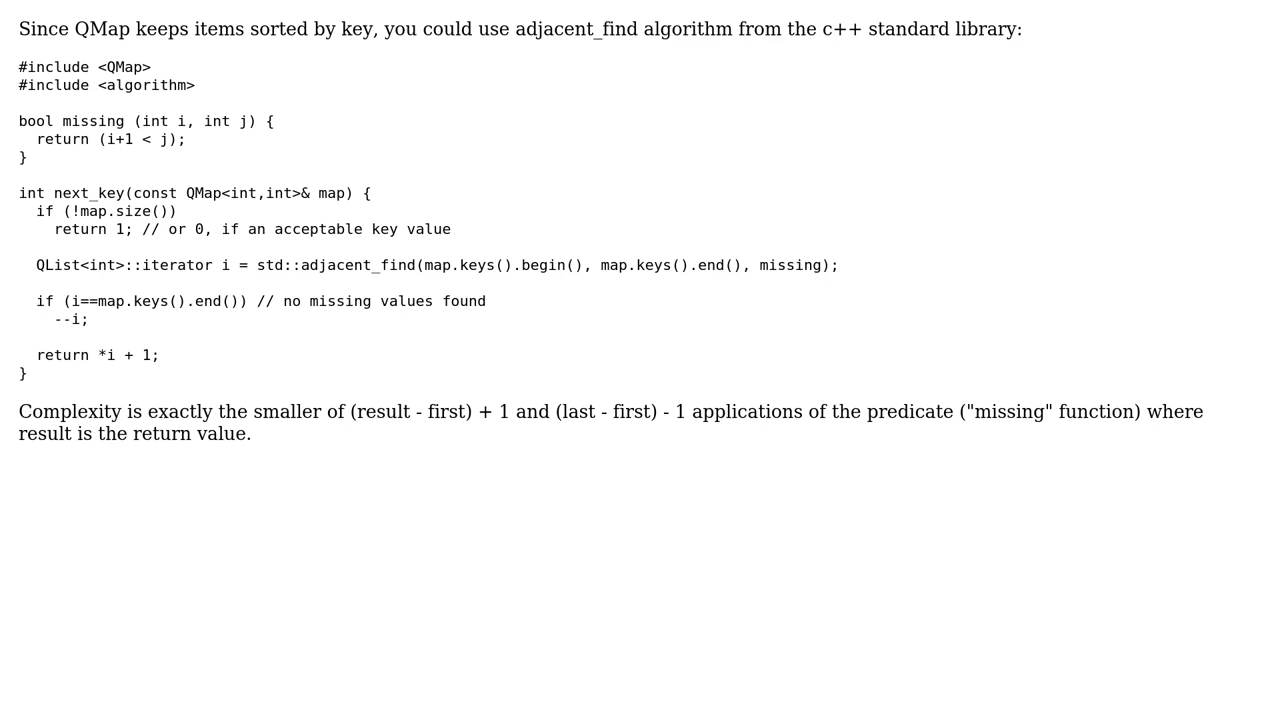 Since QMap keeps items sorted by key, you could use adjacent_find algorithm from the c++ standard library:
#include <QMap>
#include <algorithm>
bool missing (int i, int j) {
  return (i+1 < j);
}
int next_key(const QMap<int,int>& map) {
  if (!map.size())
    return 1; // or 0, if an acceptable key value
  QList<int>::iterator i = std::adjacent_find(map.keys().begin(), map.keys().end(), missing);
  if (i==map.keys().end()) // no missing values found
    --i;
  return *i + 1;
}
Complexity is exactly the smaller of (result - first) + 1 and (last - first) - 1 applications of the predicate ("missing" function) where
result is the return value.